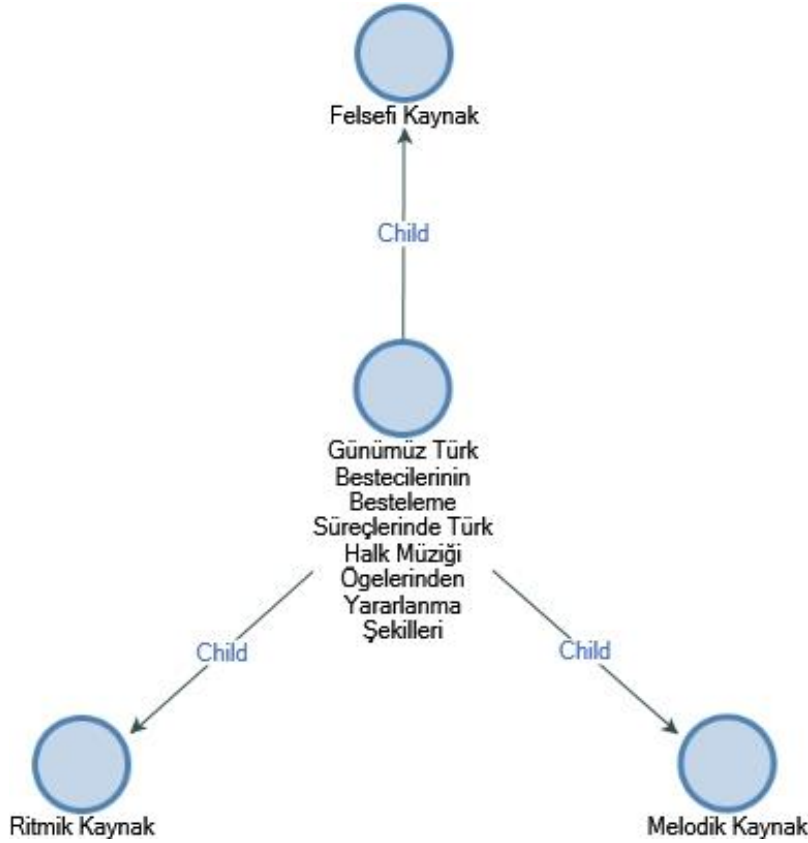 Felsefi Kaynak
Child
Günümüz Türk
Bestecilerinin
Besteleme
Süreçlerinde Türk
Halk Müziği
Ögelerinden
Yararlanma
Şekilleri
Child
Child
Ritmik Kaynak
Melodik Kaynak